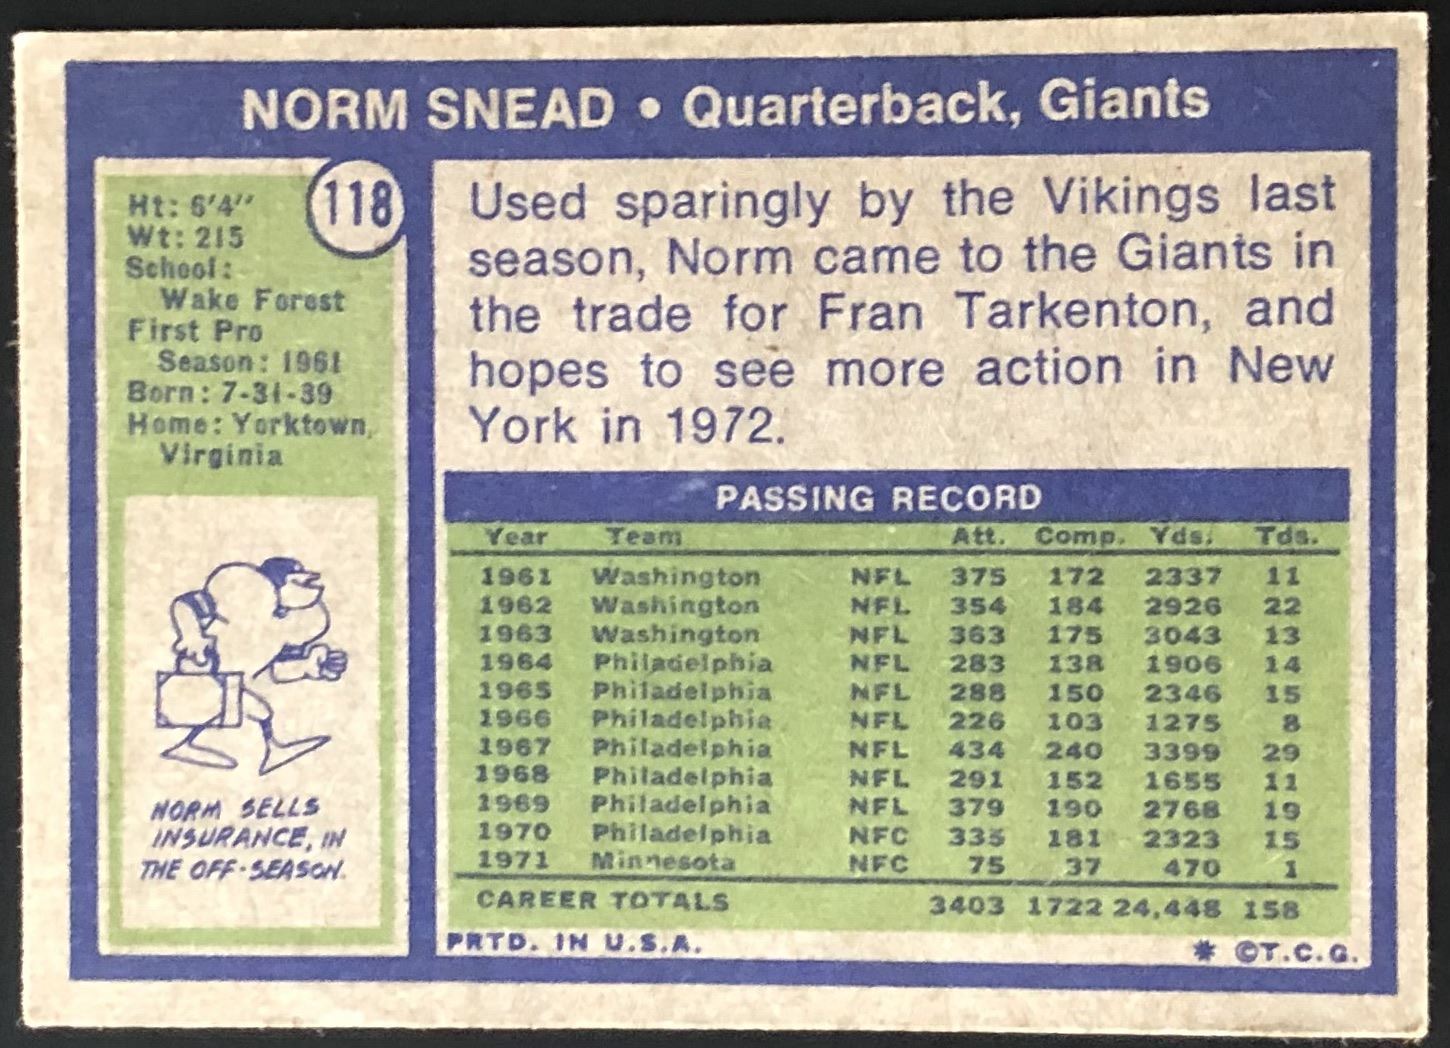 NORM SNEAD • Quarterback, Giants
118
Ht: 6'4"
Wt: 215
School:
Wake Forest
First Pro
Season: 1961
Born: 7-31-39
Home: Yorktown,
Virginia
NORM SELLS
INSURANCE, IN
THE OFF-SEASON.
Used sparingly by the Vikings last
season, Norm came to the Giants in
the trade for Fran Tarkenton, and
hopes to see more action in New
York in 1972.
PASSING RECORD
Year Team Att. Comp. Yds. Tds.
1961 Washington NFL 375 172 2337 11
1962 Washington NFL 354 184 2926 22
1963 Washington NFL 363 175 3043 13
1964 Philadelphia NFL 283 138 1906 14
1965 Philadelphia NFL 288 150 2346 15
1966 Philadelphia NFL 226 103 1275 8
1967 Philadelphia NFL 434 240 3399 29
1968 Philadelphia NFL 291 152 1655 11
1969 Philadelphia NFL 379 190 2768 19
1970 Philadelphia NFC 335 181 2323 15
1971 Minnesota NFC 75 37 470 1
CAREER TOTALS 3403 1722 24,448 158
PRTD. IN U.S.A. * ©T.C.G.